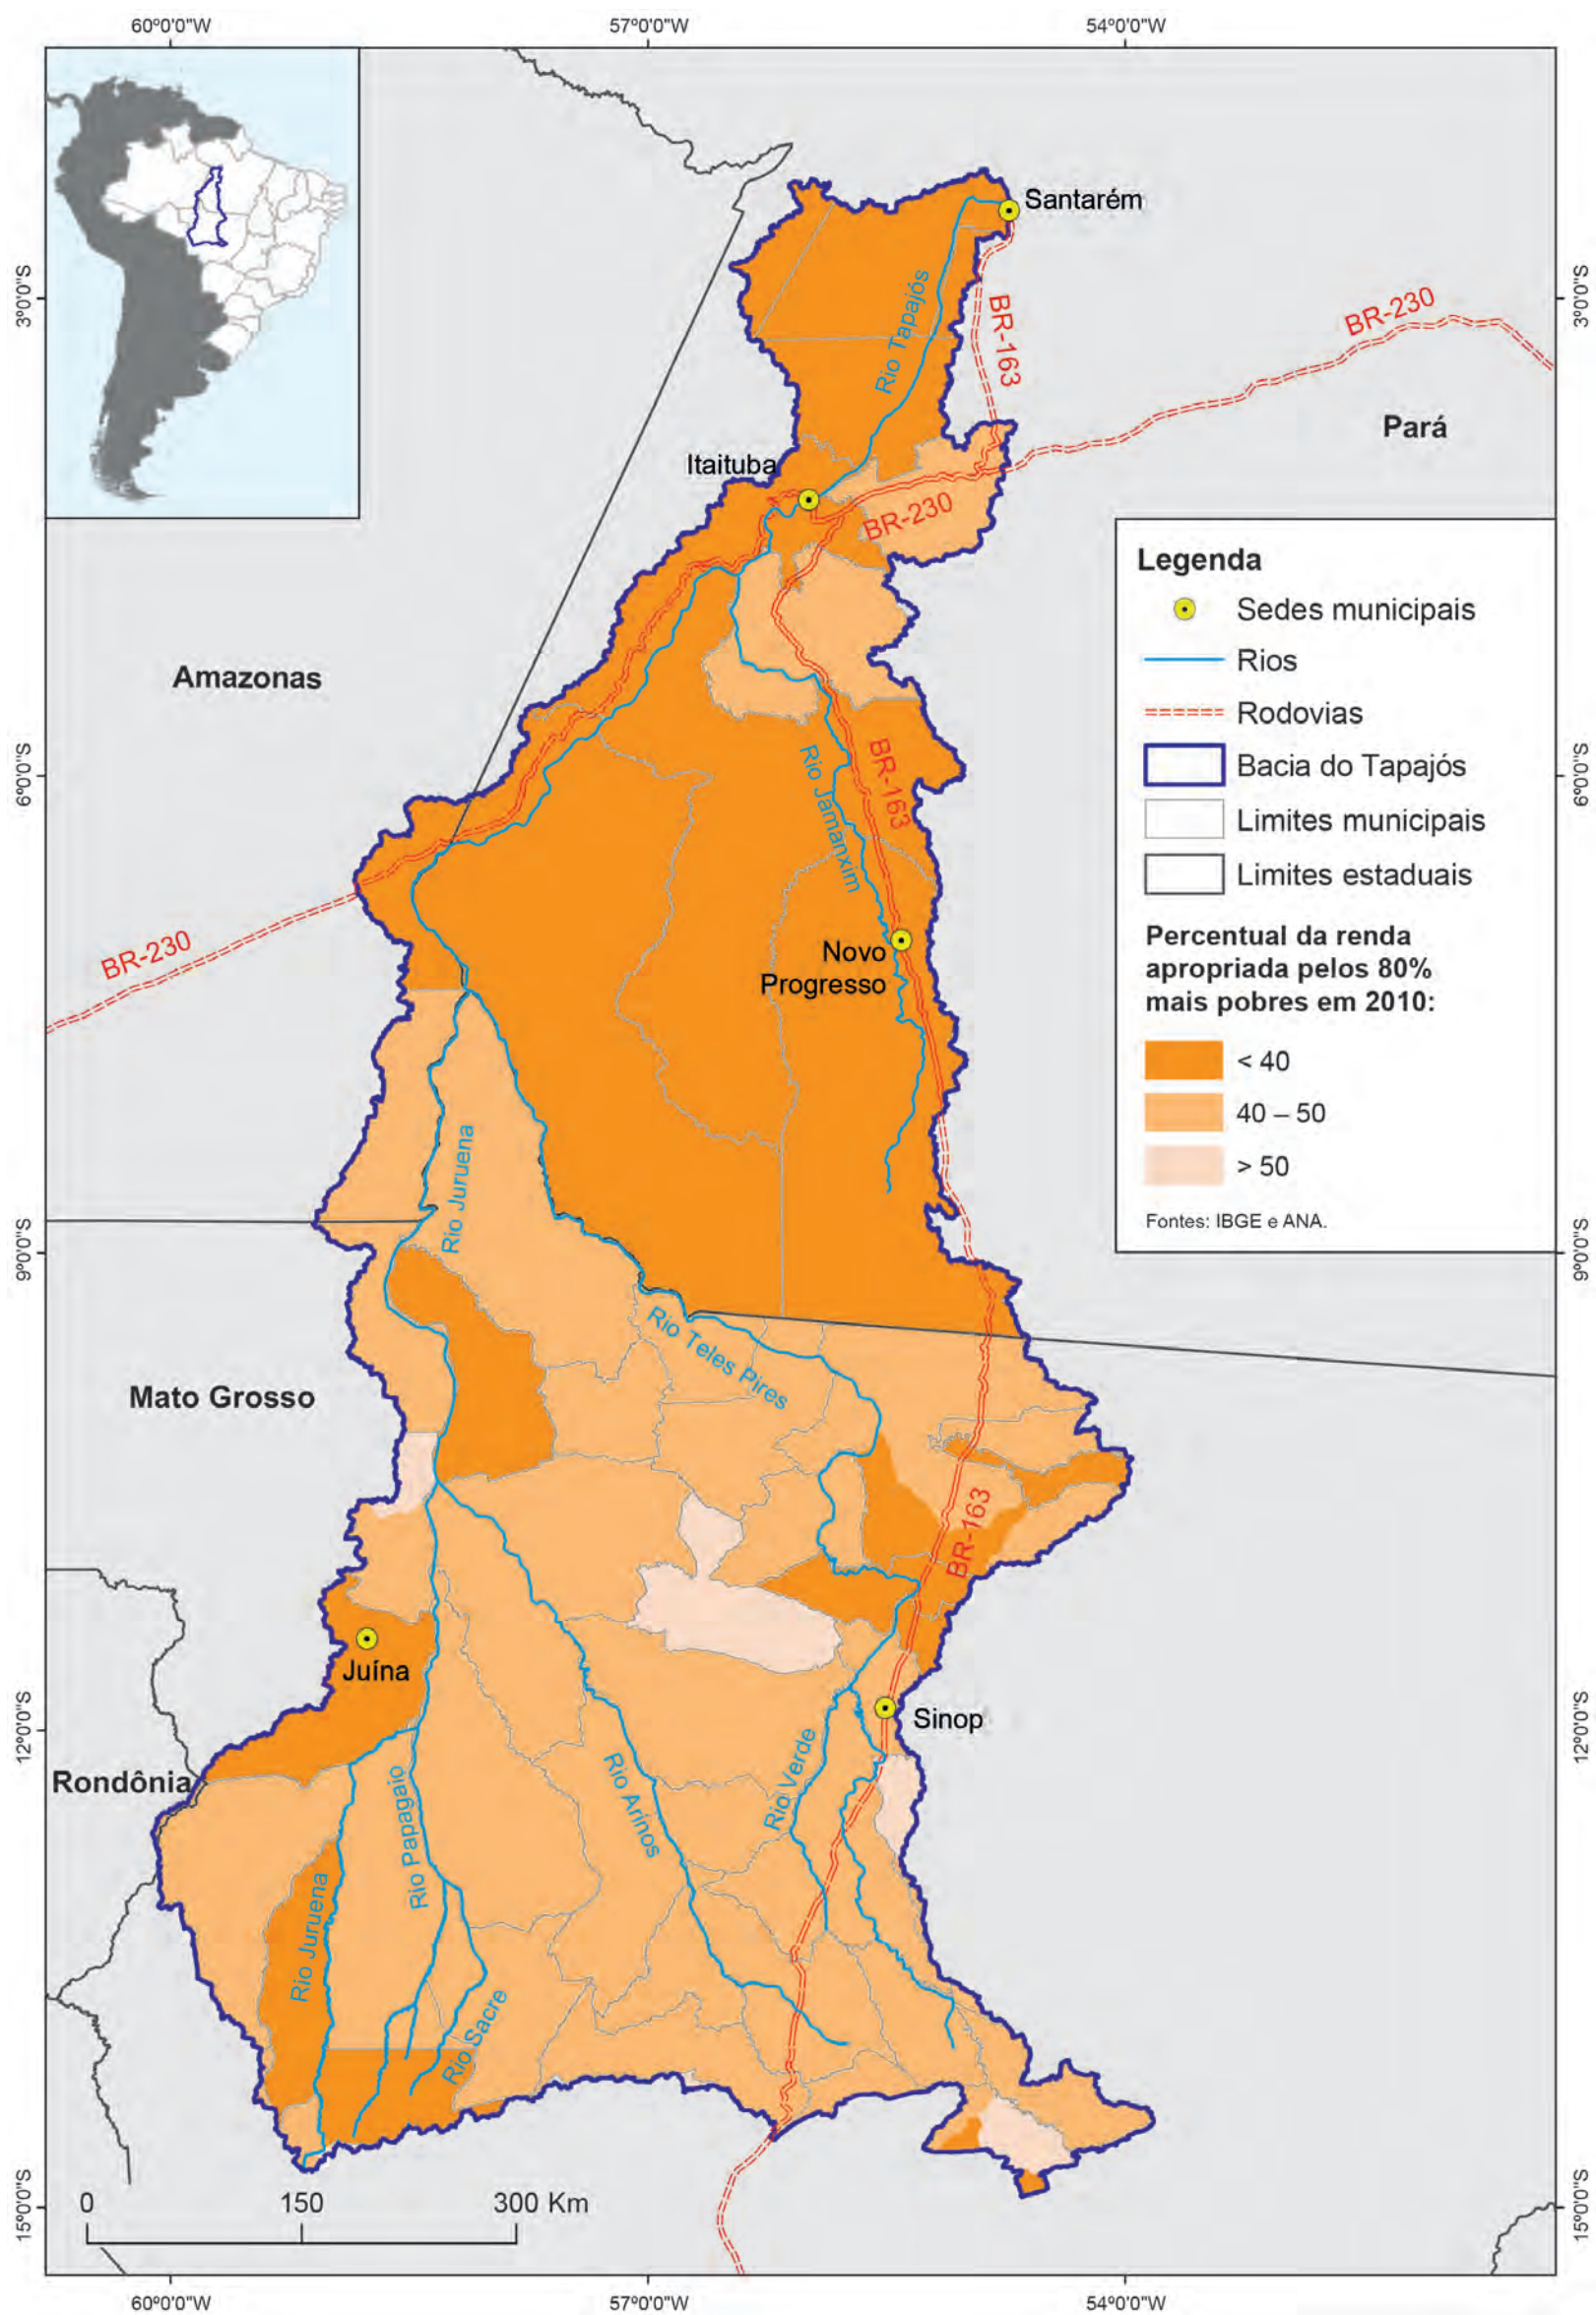 60º0'0"W
57º0'0"W
54º0'0"W
3º0'0"S
3º0'0"S
6º0'0"S
6º0'0"S
9º0'0"S
9º0'0"S
12º0'0"S
12º0'0"S
15º0'0"S
15º0'0"S
Santarém
Rio Tapajós
BR-163
BR-230
Pará
Itaituba
BR-230
Amazonas
Rio Jamanxim
BR-163
Novo
Progresso
BR-230
Rio Juruena
Rio Teles Pires
Mato Grosso
BR-163
Juína
Sinop
Rondônia
Rio Papagaio
Rio Arinos
Rio Verde
Rio Juruena
Rio Sacre
Legenda
Sedes municipais
Rios
Rodovias
Bacia do Tapajós
Limites municipais
Limites estaduais
Percentual da renda
apropriada pelos 80%
mais pobres em 2010:
< 40
40 – 50
> 50
Fontes: IBGE e ANA.
0 150 300 Km
60º0'0"W
57º0'0"W
54º0'0"W